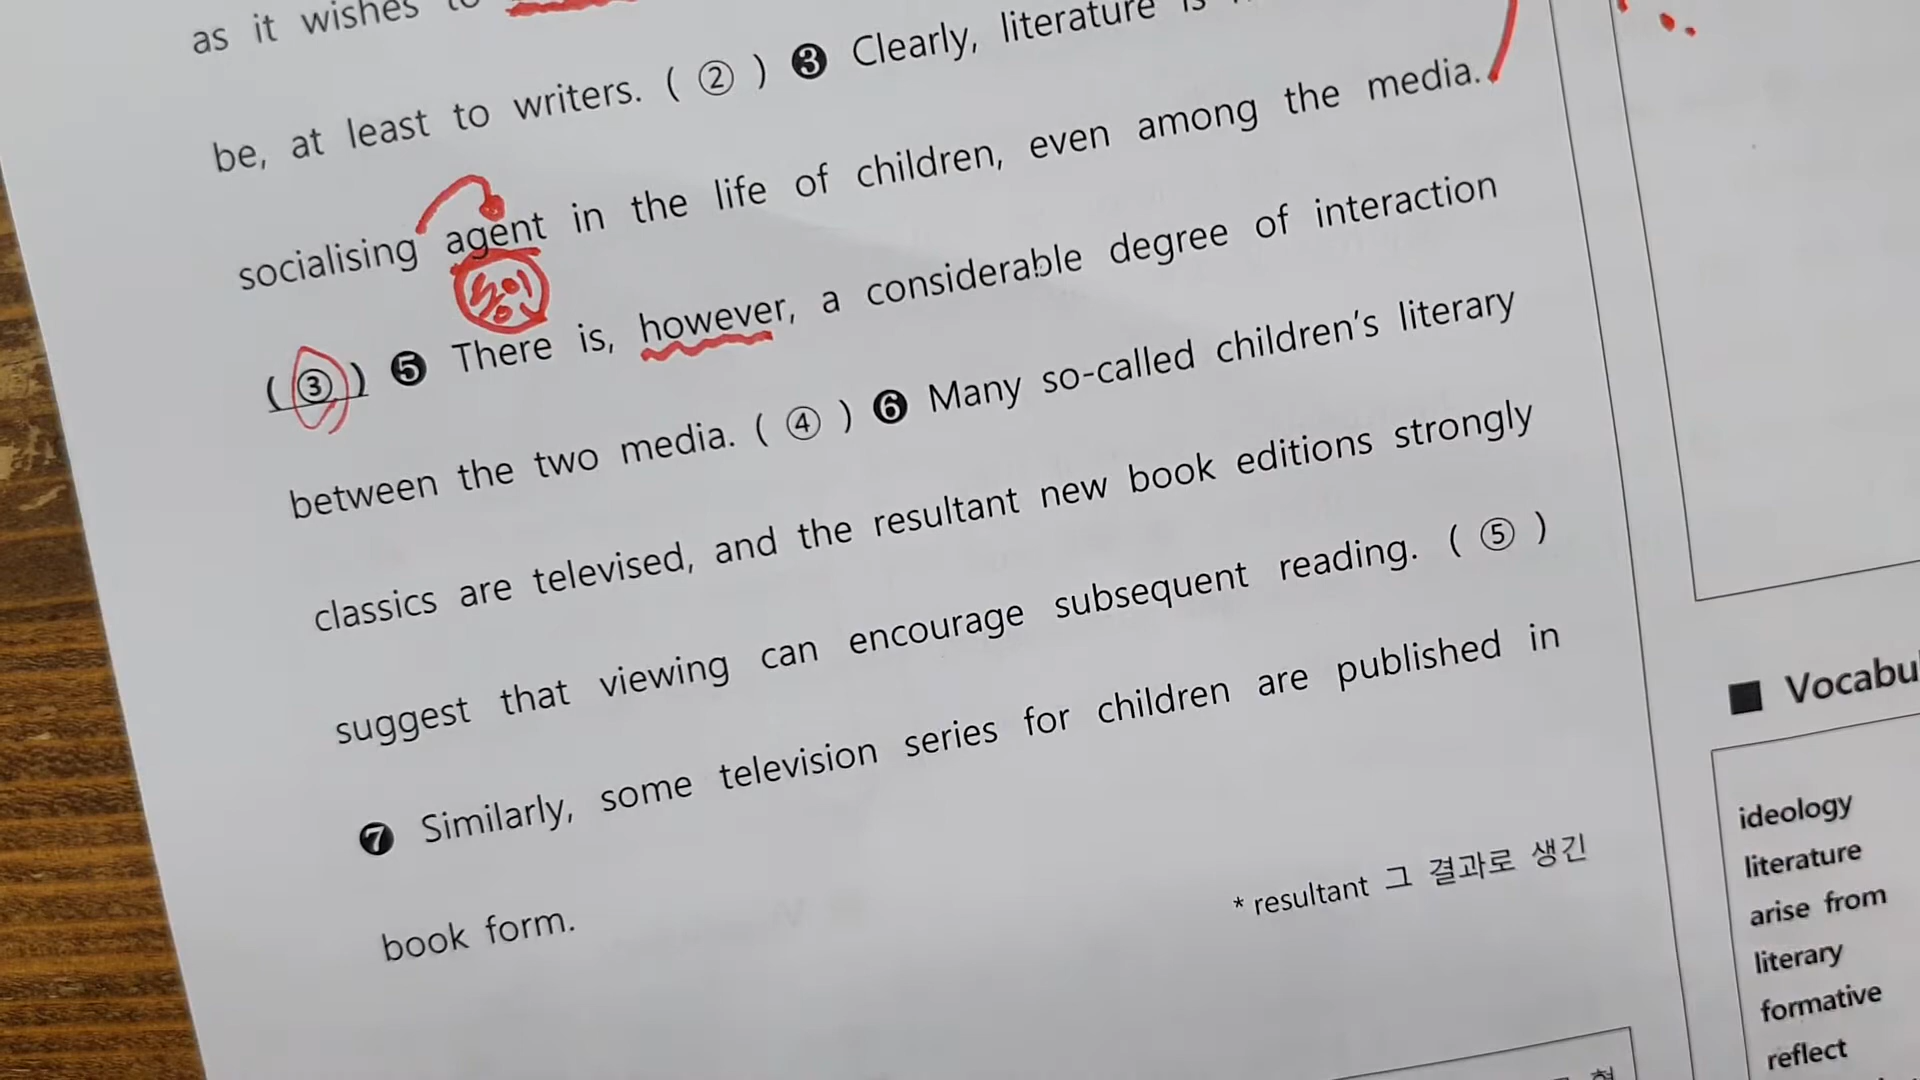 as it wishes to
be, at least to writers. ( ② ) ❸ Clearly, literature is
socialising agent in the life of children, even among the media.
( ③ ) ❺ There is, however, a considerable degree of interaction
between the two media. ( ④ ) ❻ Many so-called children's literary
classics are televised, and the resultant new book editions strongly
suggest that viewing can encourage subsequent reading. ( ⑤ )
❼ Similarly, some television series for children are published in
book form.
* resultant 그 결과로 생긴
■ Vocabu
ideology
literature
arise from
literary
formative
reflect